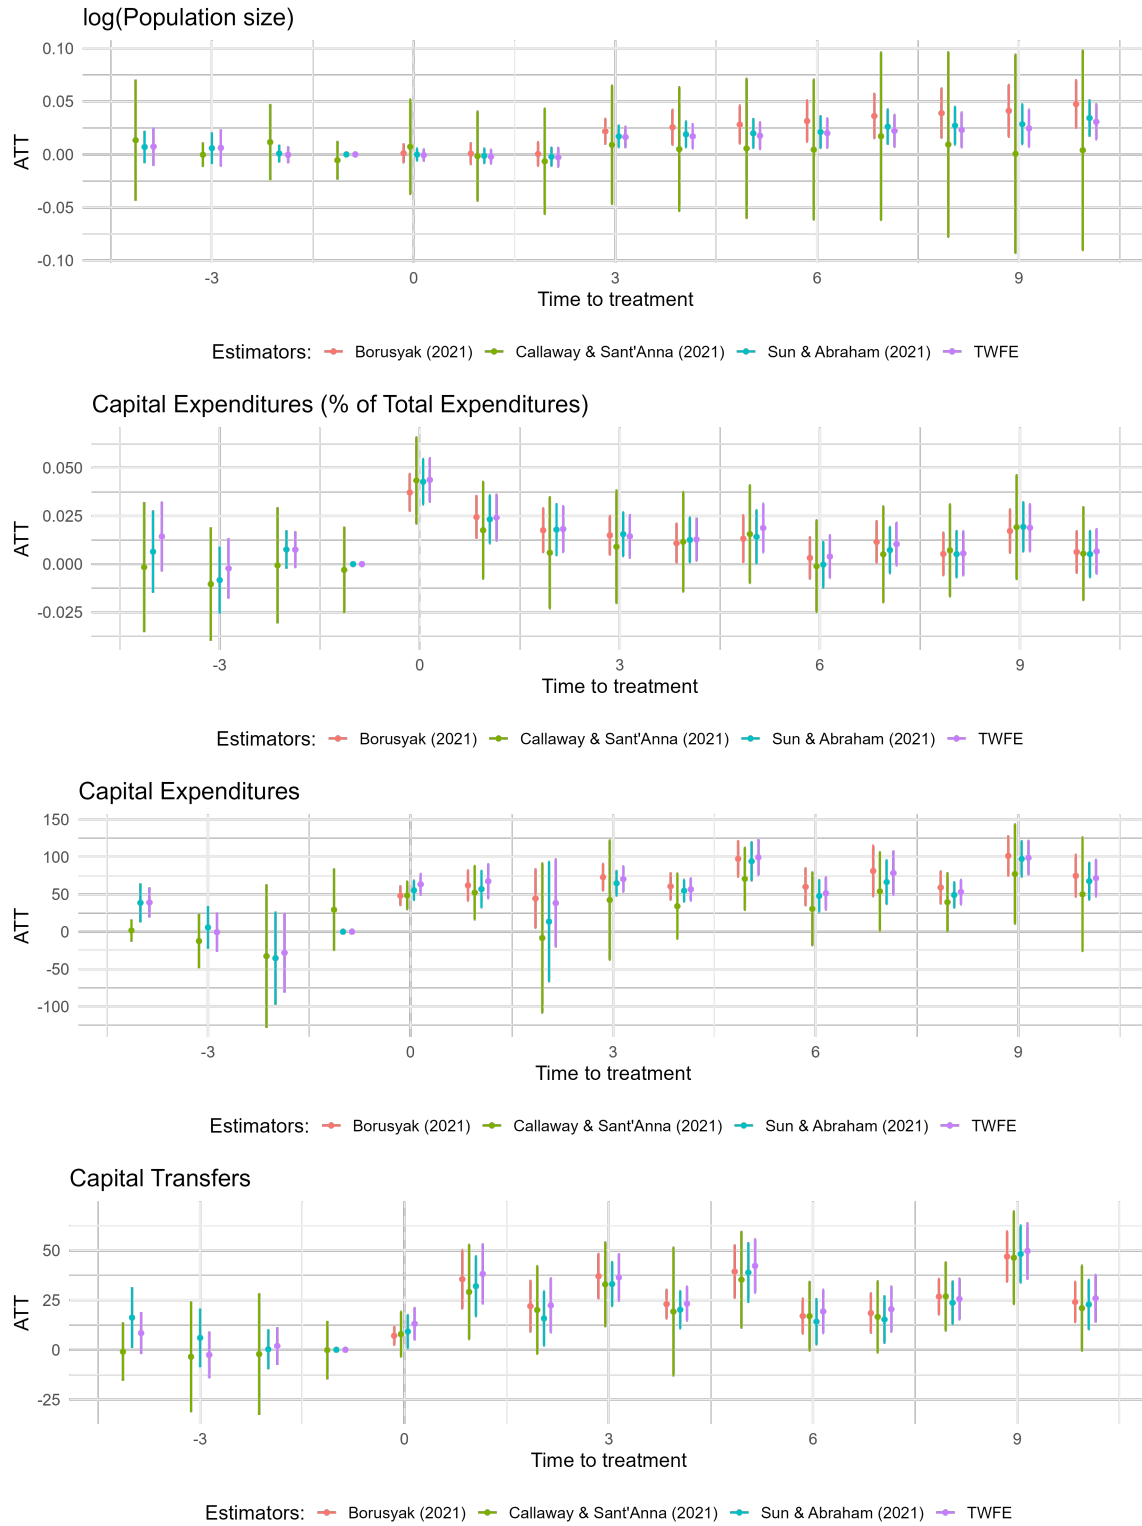 log(Population size)
0.10
0.05
0.00
-0.05
-0.10
ATT
-3 0 3 6 9
Time to treatment
Estimators: Borusyak (2021) Callaway & Sant'Anna (2021) Sun & Abraham (2021) TWFE
Capital Expenditures (% of Total Expenditures)
0.050
0.025
0.000
-0.025
ATT
-3 0 3 6 9
Time to treatment
Estimators: Borusyak (2021) Callaway & Sant'Anna (2021) Sun & Abraham (2021) TWFE
Capital Expenditures
150
100
50
0
-50
-100
ATT
-3 0 3 6 9
Time to treatment
Estimators: Borusyak (2021) Callaway & Sant'Anna (2021) Sun & Abraham (2021) TWFE
Capital Transfers
50
25
0
-25
ATT
-3 0 3 6 9
Time to treatment
Estimators: Borusyak (2021) Callaway & Sant'Anna (2021) Sun & Abraham (2021) TWFE